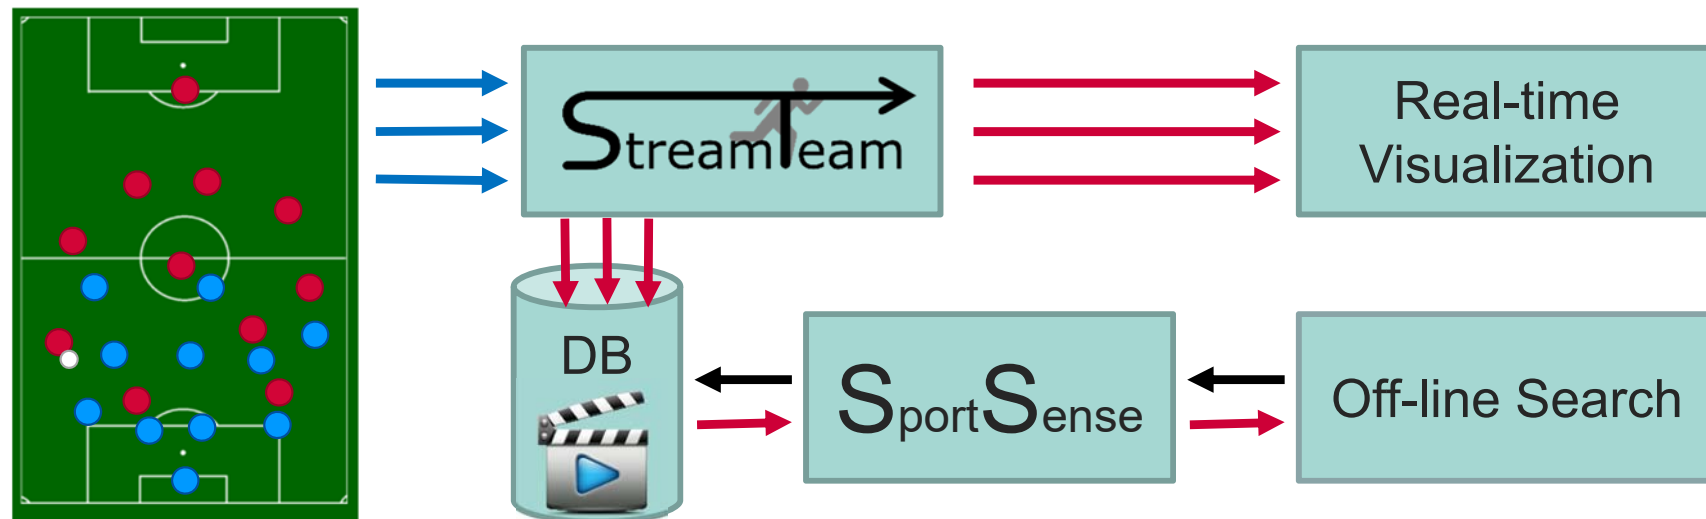 StreamTeam
Real-time
Visualization
DB
SportSense
Off-line Search